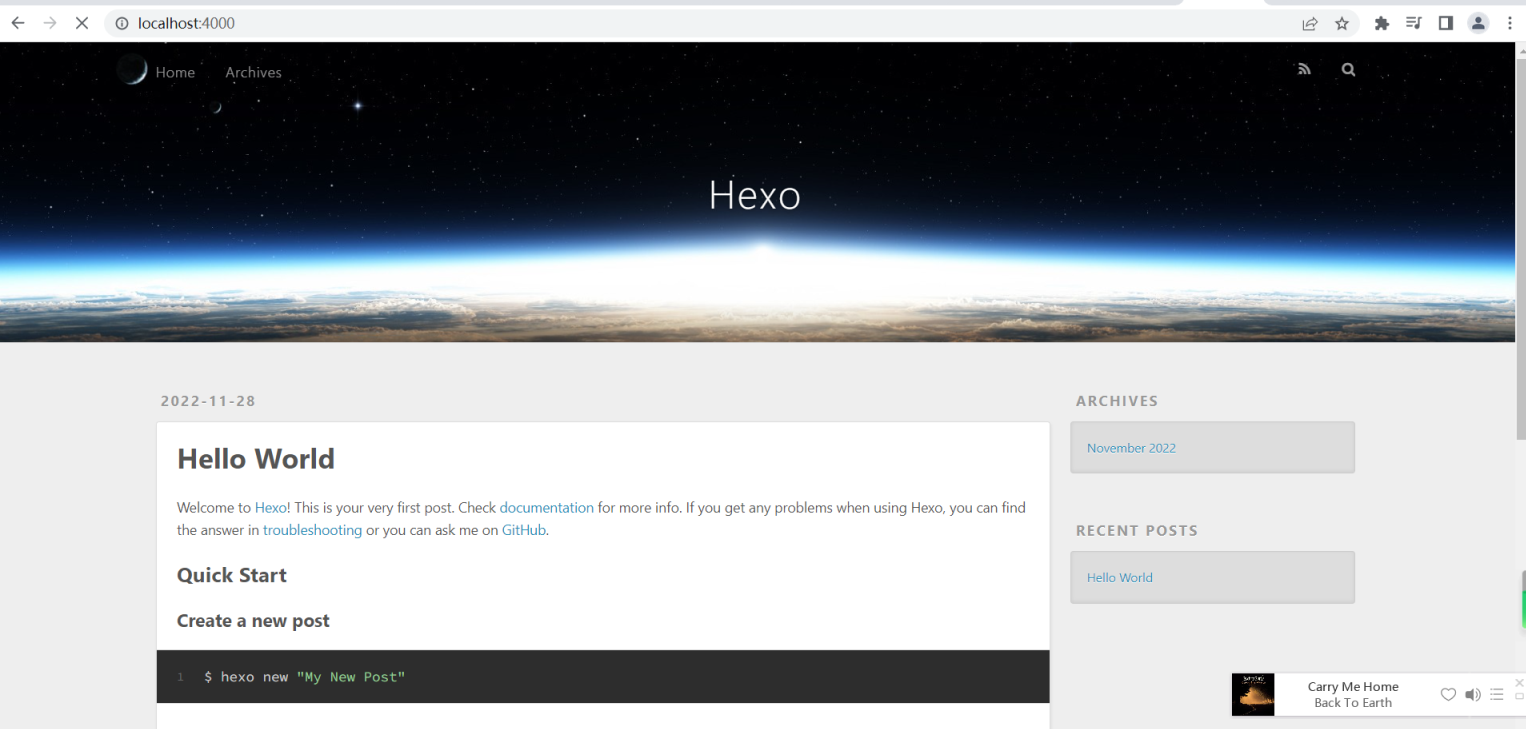 localhost:4000
Home Archives
Hexo
2022-11-28
Hello World
Welcome to Hexo! This is your very first post. Check documentation for more info. If you get any problems when using Hexo, you can find
the answer in troubleshooting or you can ask me on GitHub.
Quick Start
Create a new post
1 $ hexo new "My New Post"
ARCHIVES
November 2022
RECENT POSTS
Hello World
Carry Me Home
Back To Earth